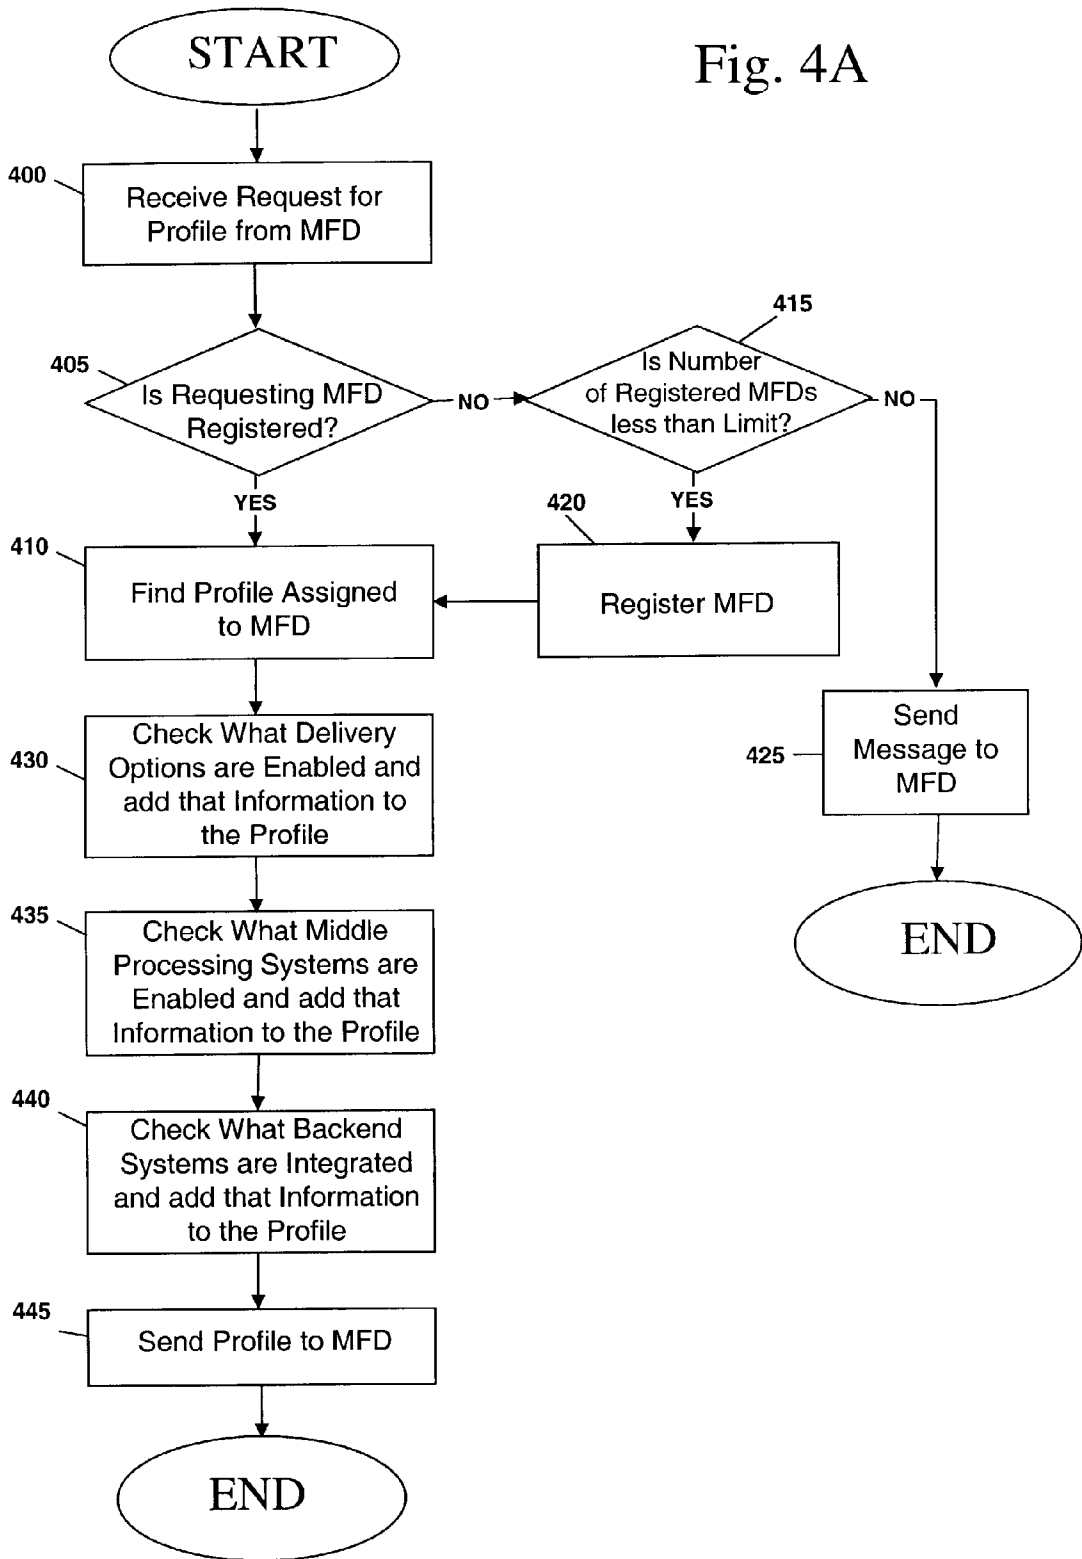 START
Fig. 4A
400
Receive Request for
Profile from MFD
405
Is Requesting MFD
Registered?
NO
415
Is Number
of Registered MFDs
less than Limit?
NO
YES
YES
410
Find Profile Assigned
to MFD
420
Register MFD
430
Check What Delivery
Options are Enabled and
add that Information to
the Profile
425
Send
Message to
MFD
435
Check What Middle
Processing Systems are
Enabled and add that
Information to the Profile
END
440
Check What Backend
Systems are Integrated
and add that Information
to the Profile
445
Send Profile to MFD
END